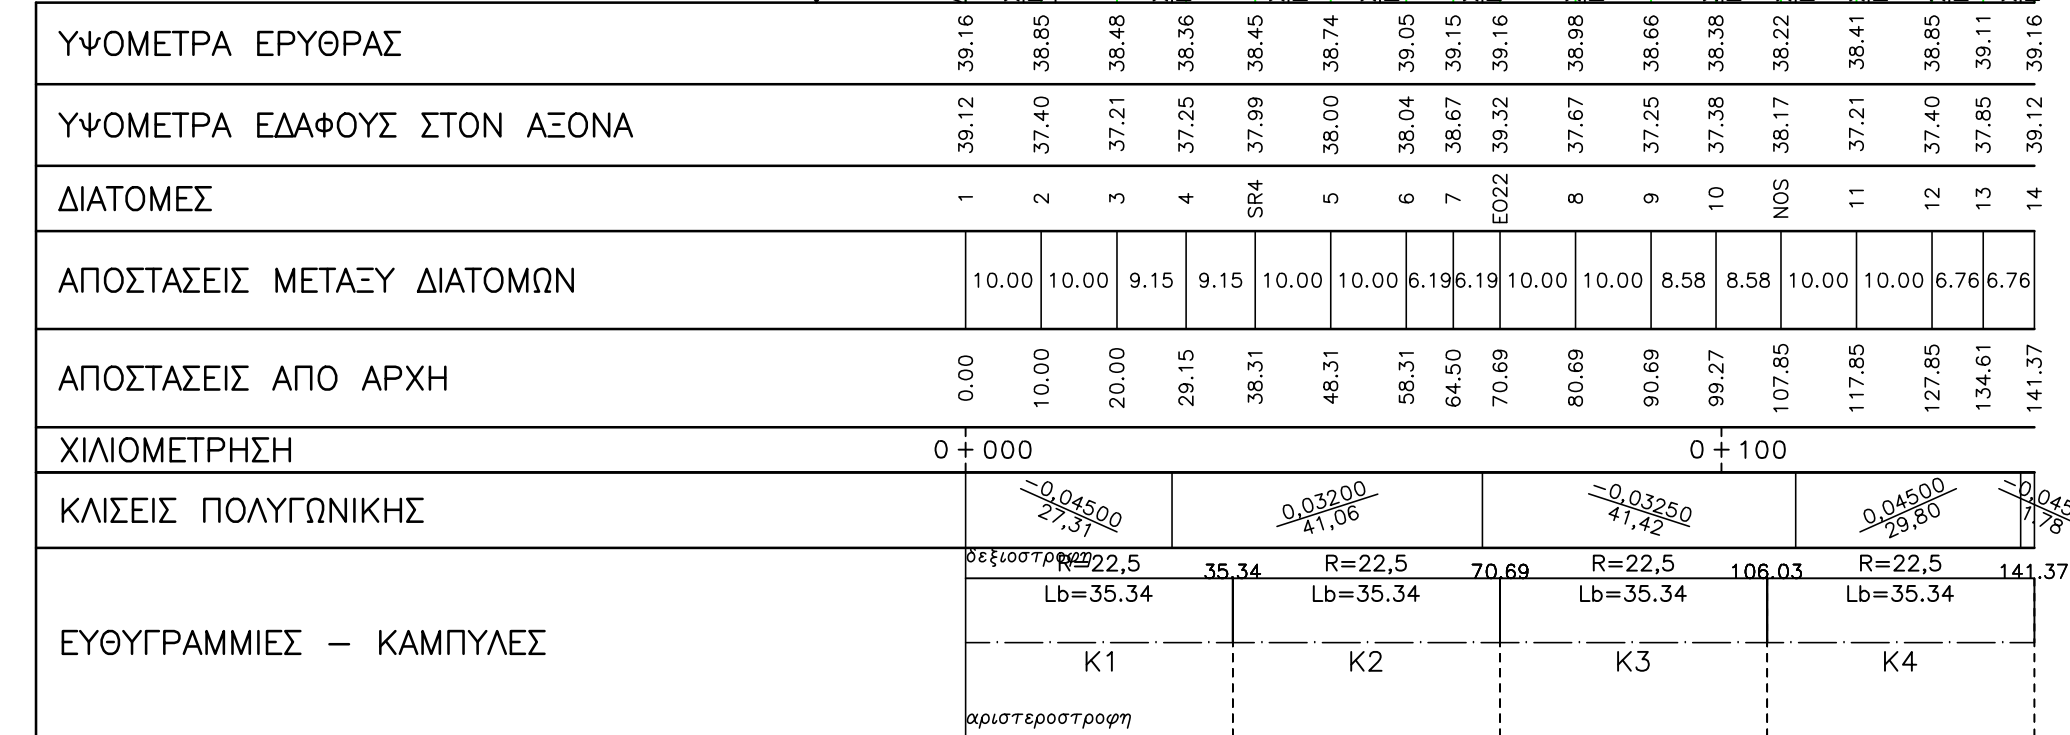 ΥΨΟΜΕΤΡΑ ΕΡΥΘΡΑΣ 39.16 38.85 38.48 38.36 38.45 38.74 39.05 39.15 39.16 38.98 38.66 38.38 38.22 38.41 38.85 39.11 39.16
ΥΨΟΜΕΤΡΑ ΕΔΑΦΟΥΣ ΣΤΟΝ ΑΞΟΝΑ 39.12 37.40 37.21 37.25 37.99 38.00 38.04 38.67 39.32 37.67 37.25 37.38 38.17 37.21 37.40 37.85 39.12
ΔΙΑΤΟΜΕΣ 1 2 3 4 SR4 5 6 7 EO22 8 9 10 NOS 11 12 13 14
ΑΠΟΣΤΑΣΕΙΣ ΜΕΤΑΞΥ ΔΙΑΤΟΜΩΝ 10.00 10.00 9.15 9.15 10.00 10.00 6.19 6.19 10.00 10.00 8.58 8.58 10.00 10.00 6.76 6.76
ΑΠΟΣΤΑΣΕΙΣ ΑΠΟ ΑΡΧΗ 0.00 10.00 20.00 29.15 38.31 48.31 58.31 64.50 70.69 80.69 90.69 99.27 107.85 117.85 127.85 134.61 141.37
ΧΙΛΙΟΜΕΤΡΗΣΗ 0+000 0+100
ΚΛΙΣΕΙΣ ΠΟΛΥΓΩΝΙΚΗΣ -0,04500 0,03200 -0,03250 0,04500 -0,045
27,31 41,06 41,42 29,80 1,78
δεξιοστροφη R=22,5 R=22,5 R=22,5 R=22,5
35.34 70.69 106.03 141.37
Lb=35.34 Lb=35.34 Lb=35.34 Lb=35.34
ΕΥΘΥΓΡΑΜΜΙΕΣ – ΚΑΜΠΥΛΕΣ K1 K2 K3 K4
αριστεροστροφη